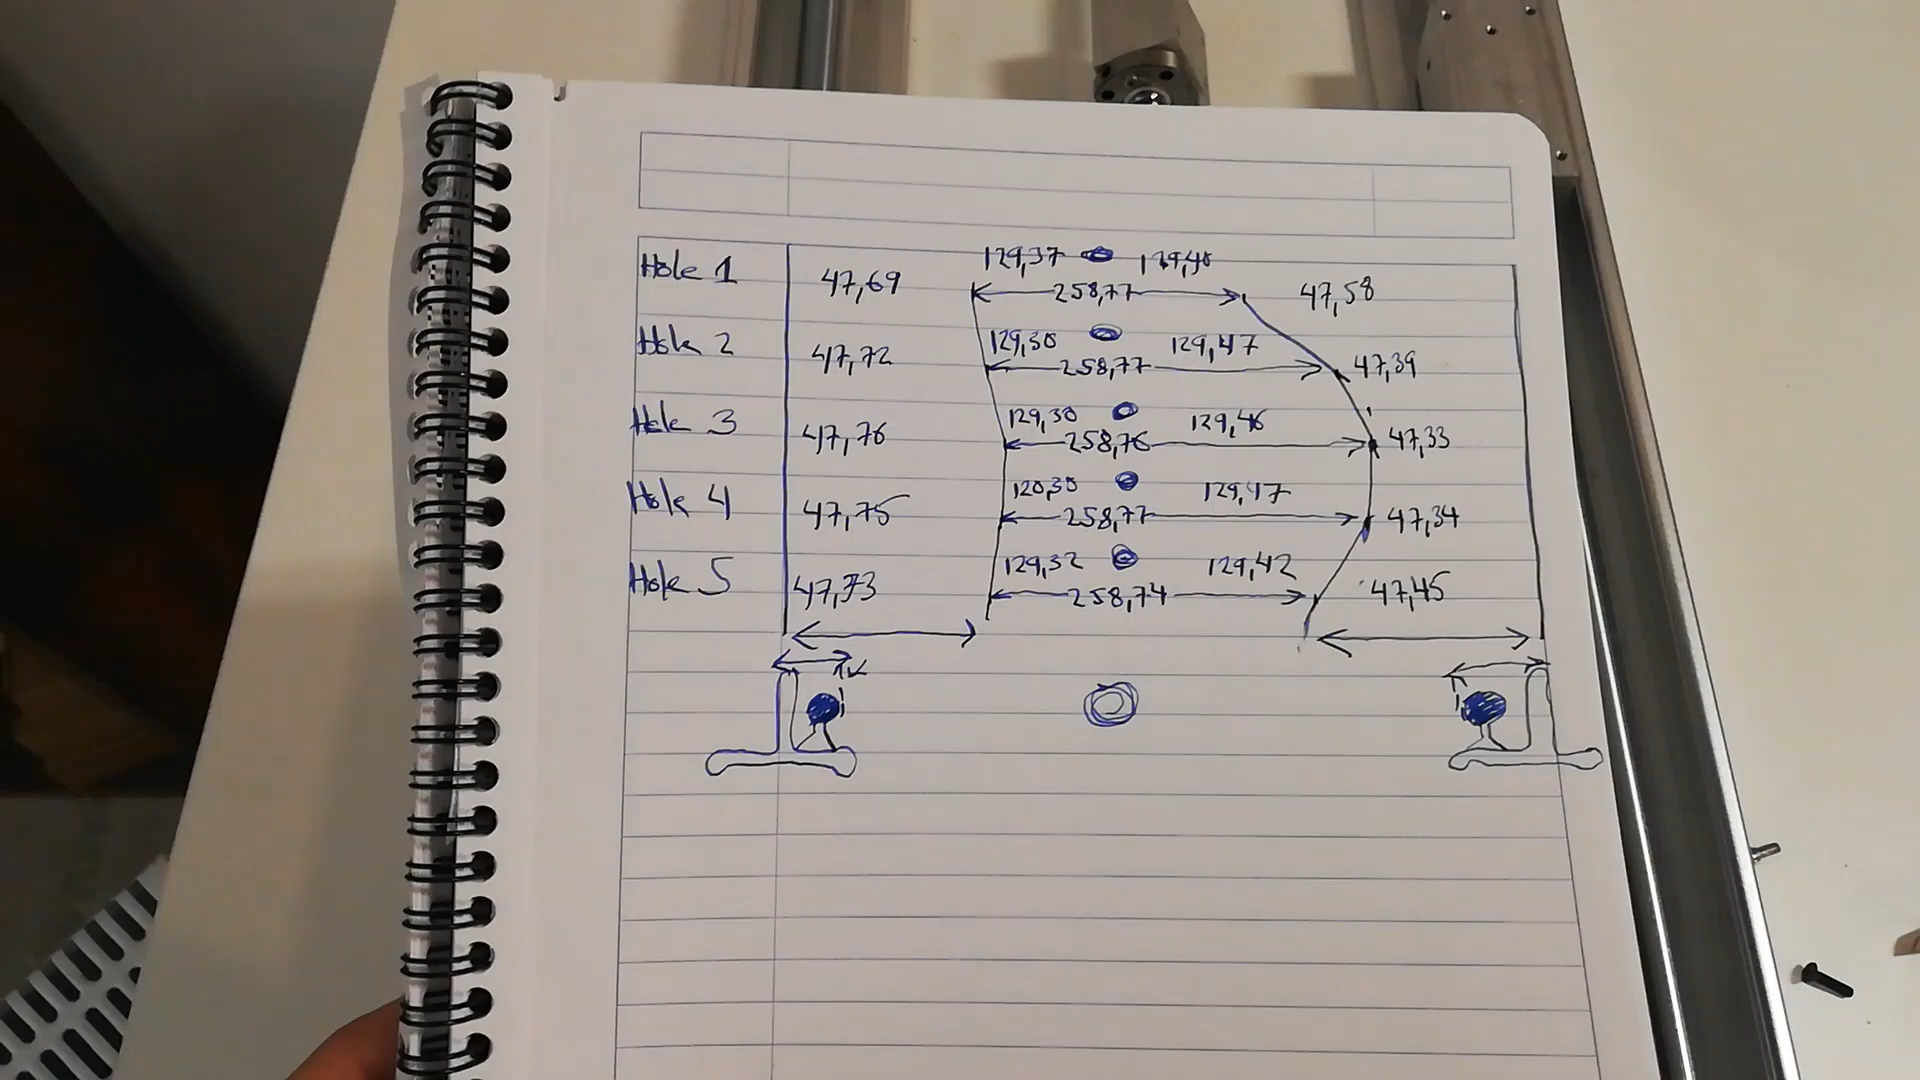 129,37 129,40
Hole 1 47,69 258,77 47,58
129,30 129,47
Hole 2 47,72 258,77 47,39
129,30 129,46
Hole 3 47,76 258,76 47,33
120,30 129,47
Hole 4 47,75 258,77 47,34
129,32 129,42
Hole 5 47,73 258,74 47,45